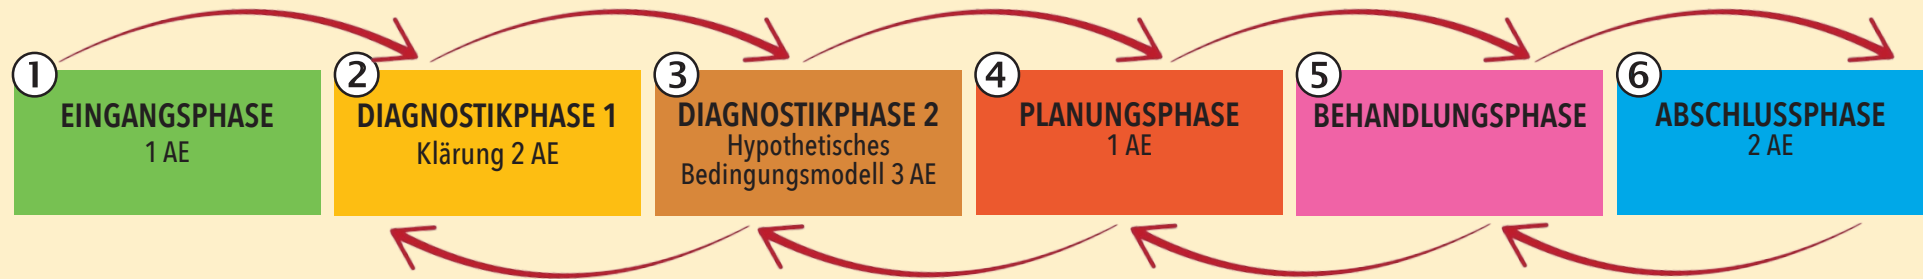 1
EINGANGSPHASE
1 AE
2
DIAGNOSTIKPHASE 1
Klärung 2 AE
3
DIAGNOSTIKPHASE 2
Hypothetisches
Bedingungsmodell 3 AE
4
PLANUNGSPHASE
1 AE
5
BEHANDLUNGSPHASE
6
ABSCHLUSSPHASE
2 AE